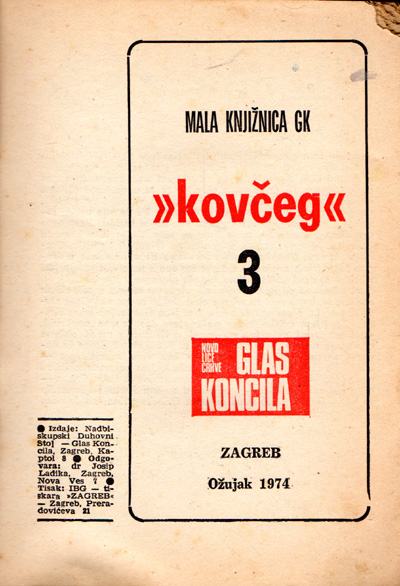 MALA KNJIŽNICA GK
»kovčeg«
3
NOVO
LICE
CRKVE
GLAS
KONCILA
ZAGREB
Ožujak 1974
● Izdaje: Nadbi-
skupski Duhovni
Stol — Glas Kon-
cila, Zagreb, Ka-
ptol 8 ● Odgo-
vara: dr Josip
Ladika, Zagreb,
Nova Ves 7 ●
Tisak: IBG — ti-
skara »ZAGREB«
— Zagreb, Prera-
dovićeva 21